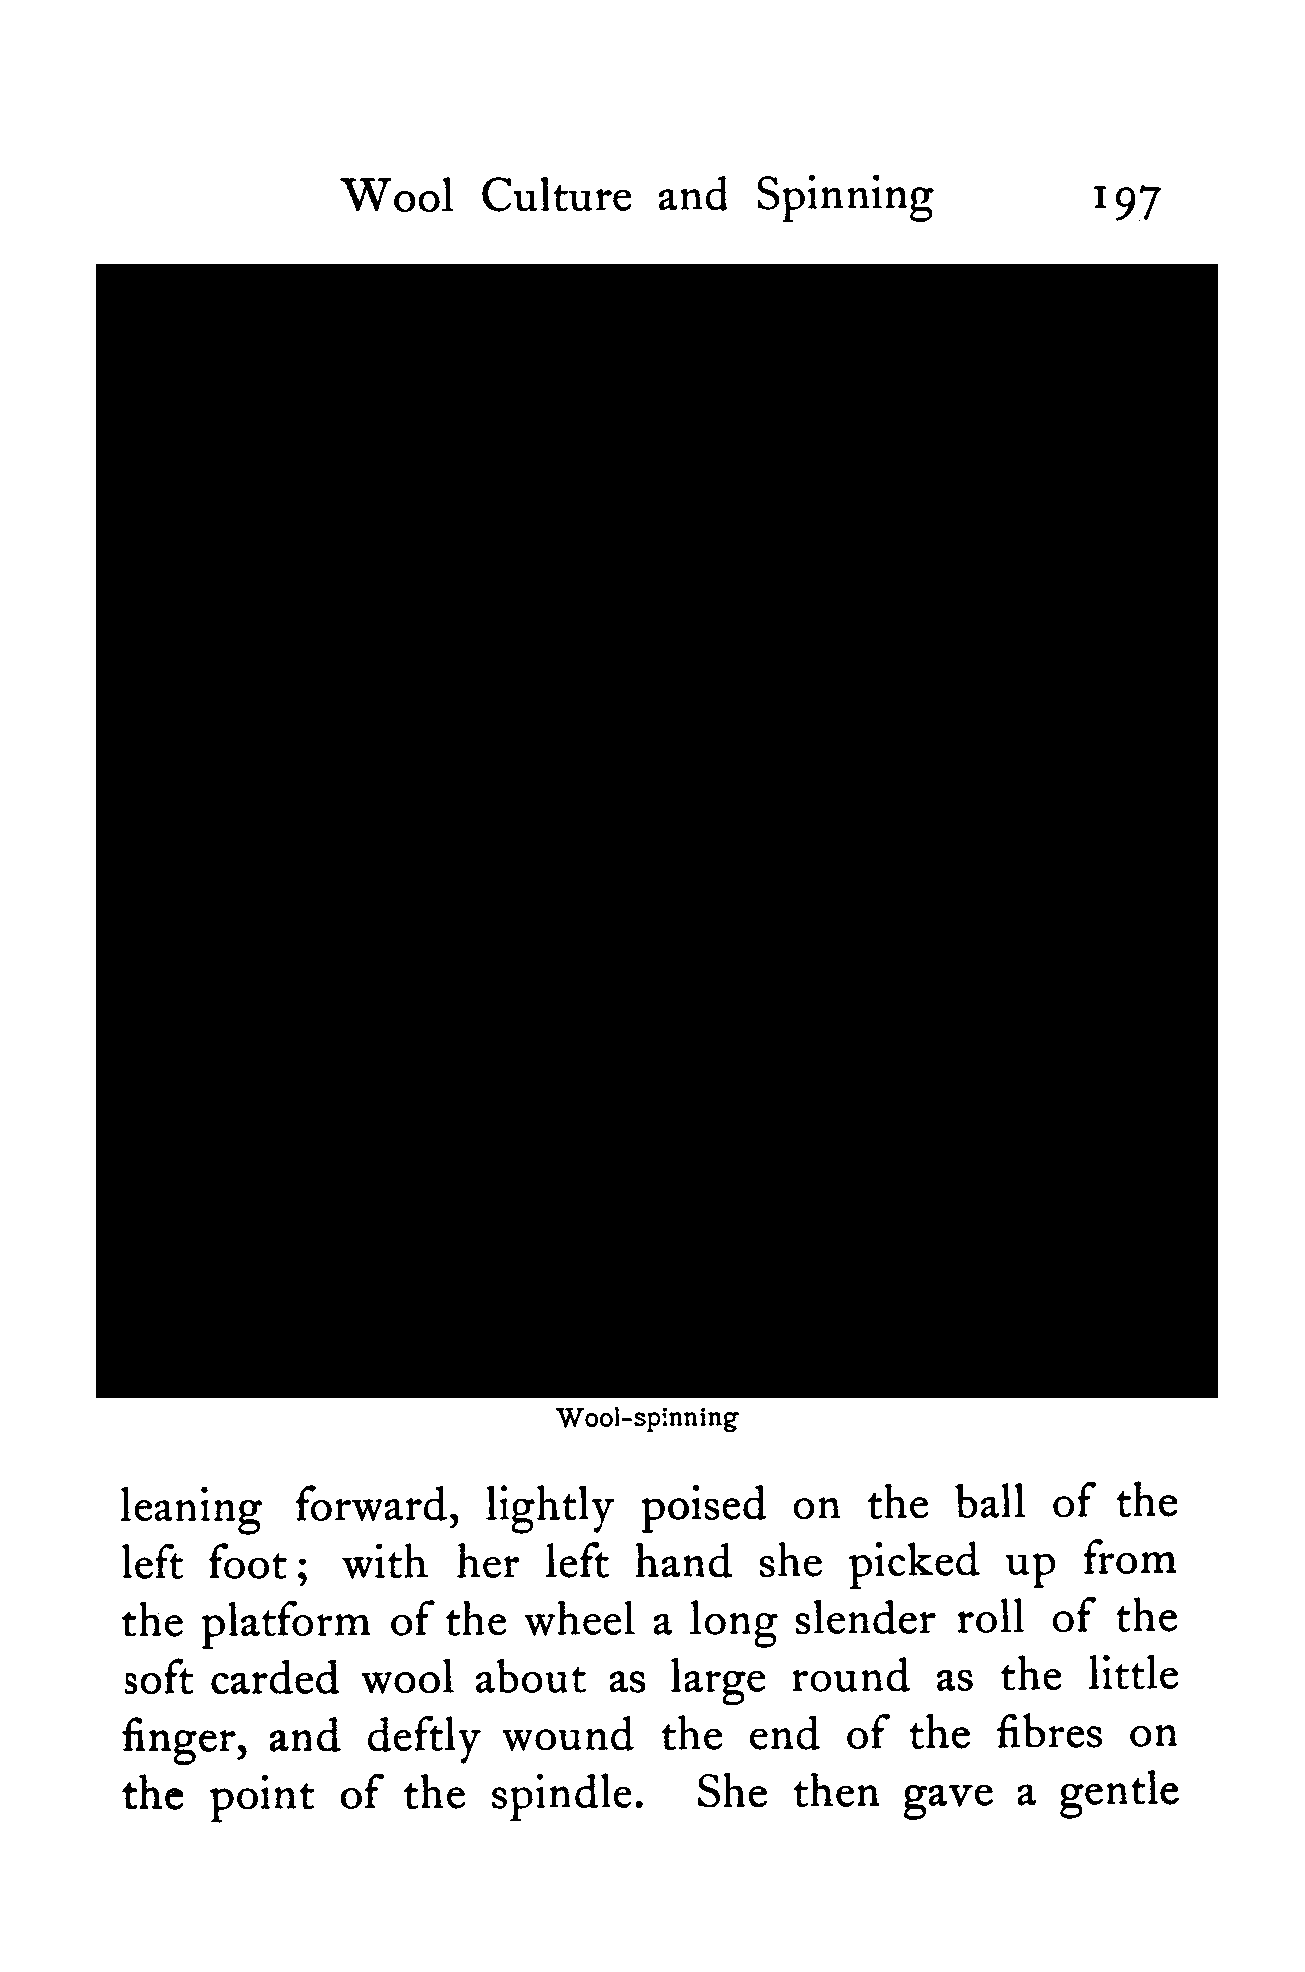 Wool Culture and Spinning 197
Wool-spinning
leaning forward, lightly poised on the ball of the
left foot; with her left hand she picked up from
the platform of the wheel a long slender roll of the
soft carded wool about as large round as the little
finger, and deftly wound the end of the fibres on
the point of the spindle. She then gave a gentle